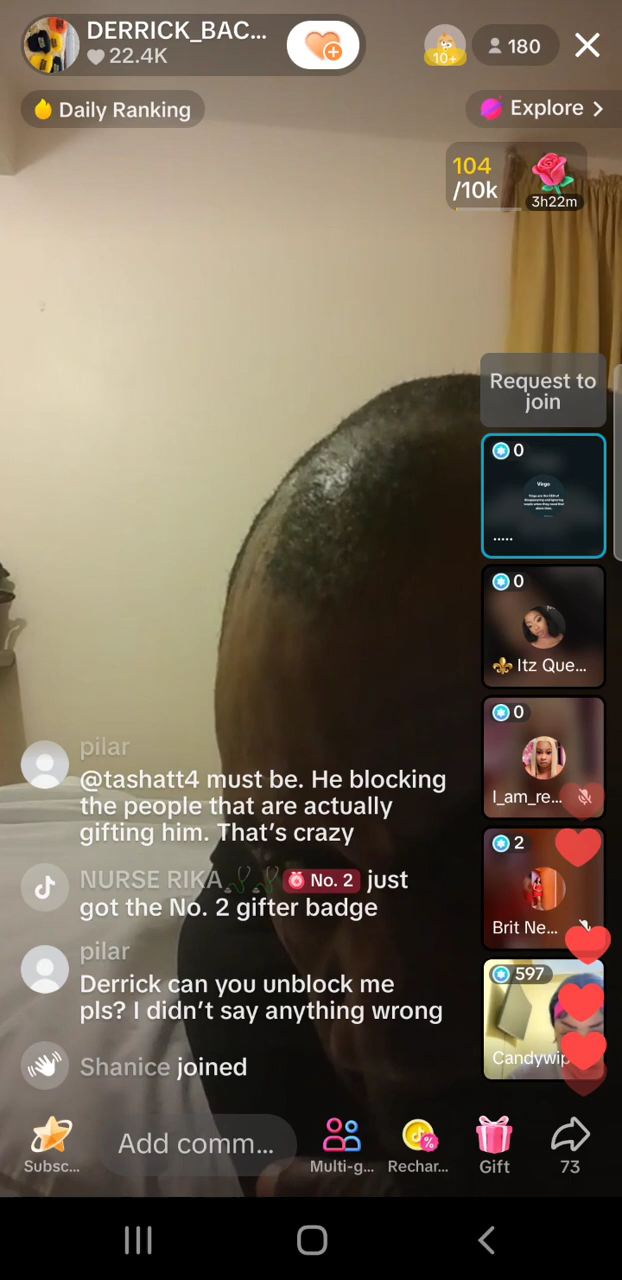 DERRICK_BAC...
22.4K
10+
180
Daily Ranking
Explore
104
/10k
3h22m
Request to
join
0
Virgo
.....
0
Itz Que...
0
I_am_re...
2
Brit Ne...
597
Candywip
pilar
@tashatt4 must be. He blocking
the people that are actually
gifting him. That's crazy
NURSE RIKA No. 2 just
got the No. 2 gifter badge
pilar
Derrick can you unblock me
pls? I didn't say anything wrong
Shanice joined
Subsc...
Add comm...
Multi-g...
Rechar...
Gift
73